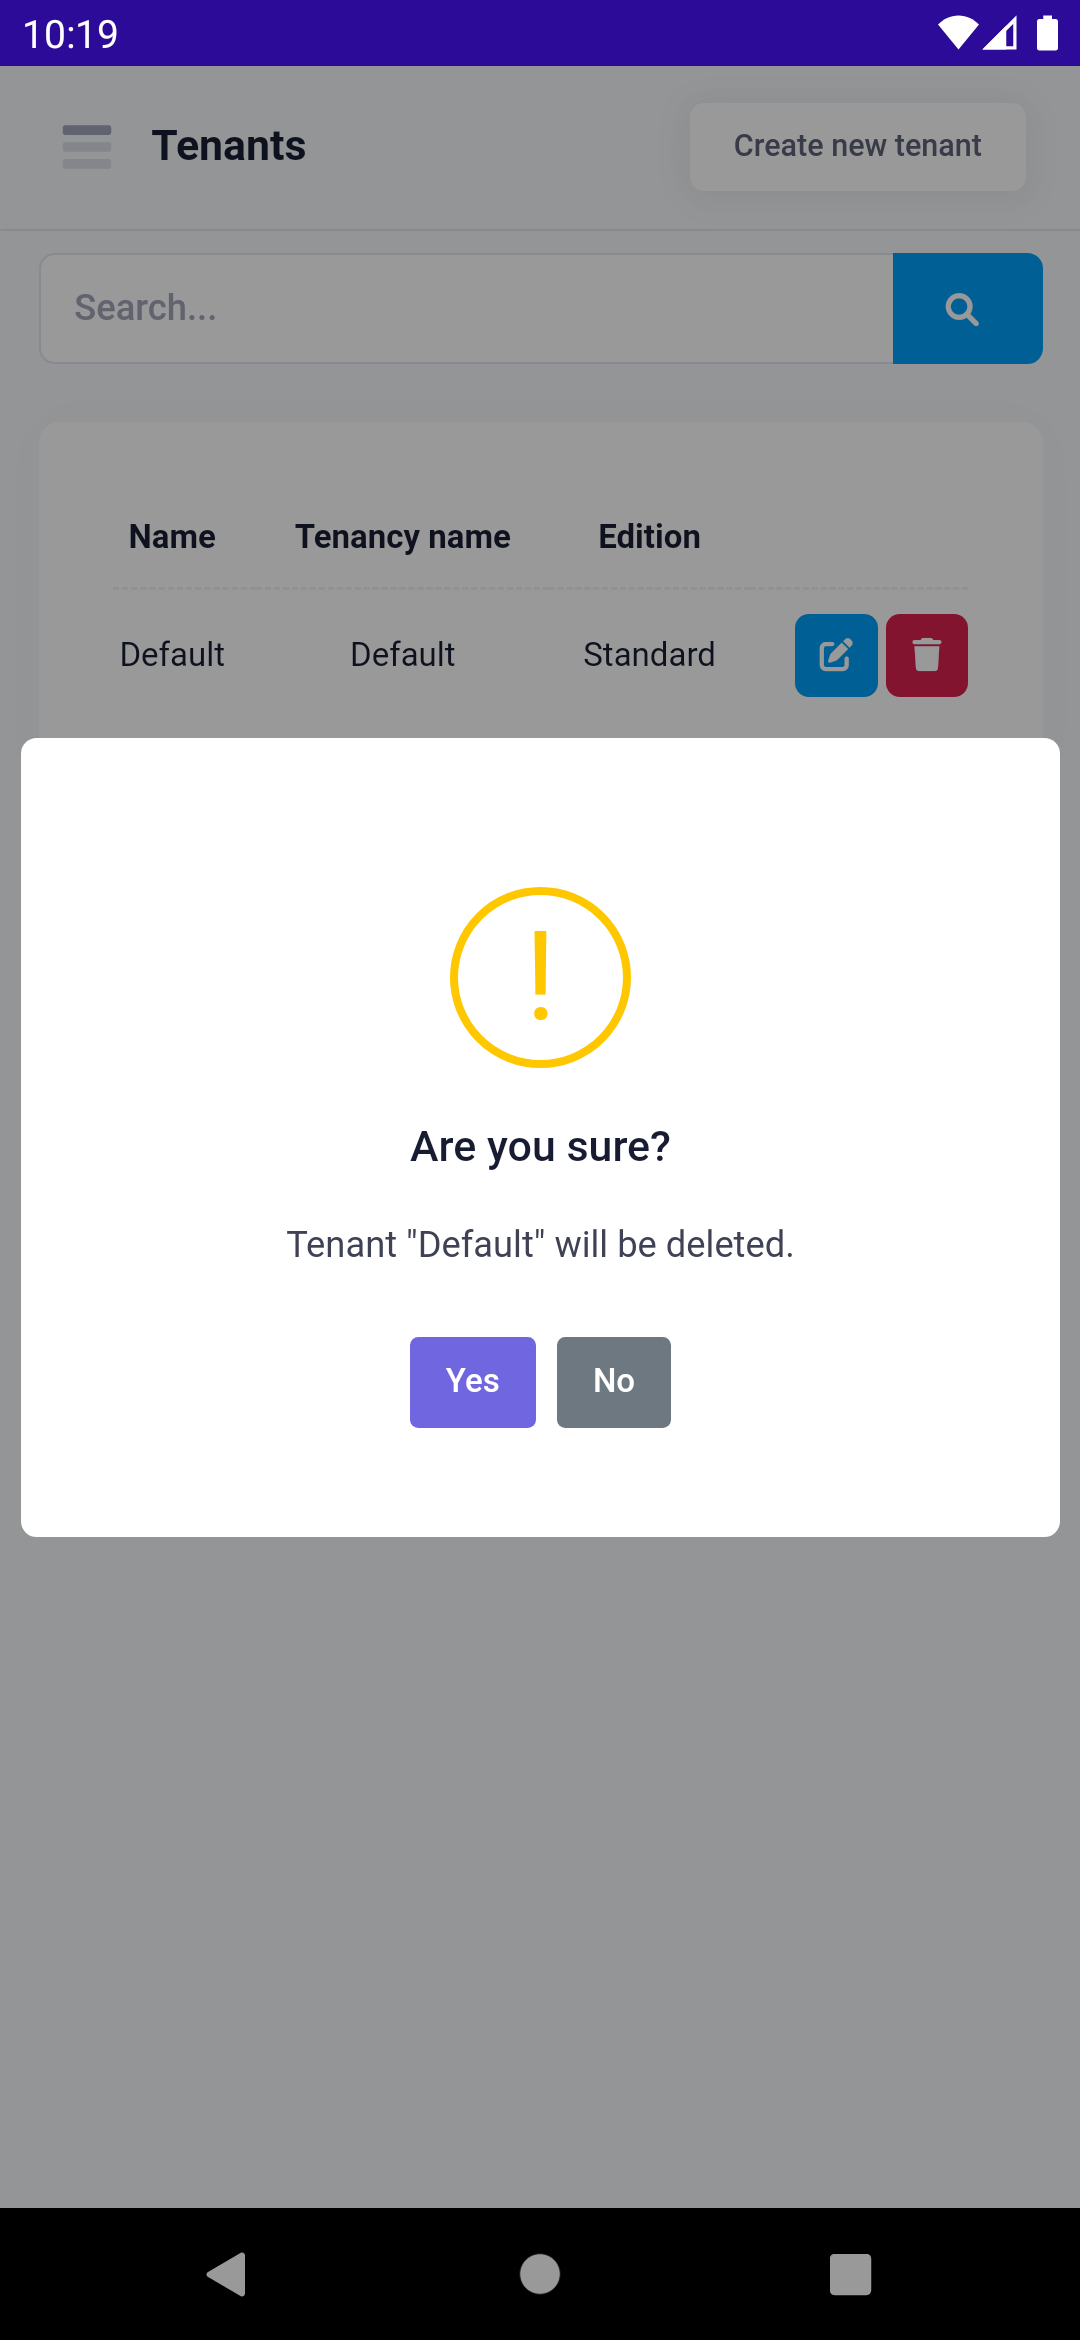 10:19
Tenants
Create new tenant
Search...
Name Tenancy name Edition
Default Default Standard
!
Are you sure?
Tenant "Default" will be deleted.
Yes No